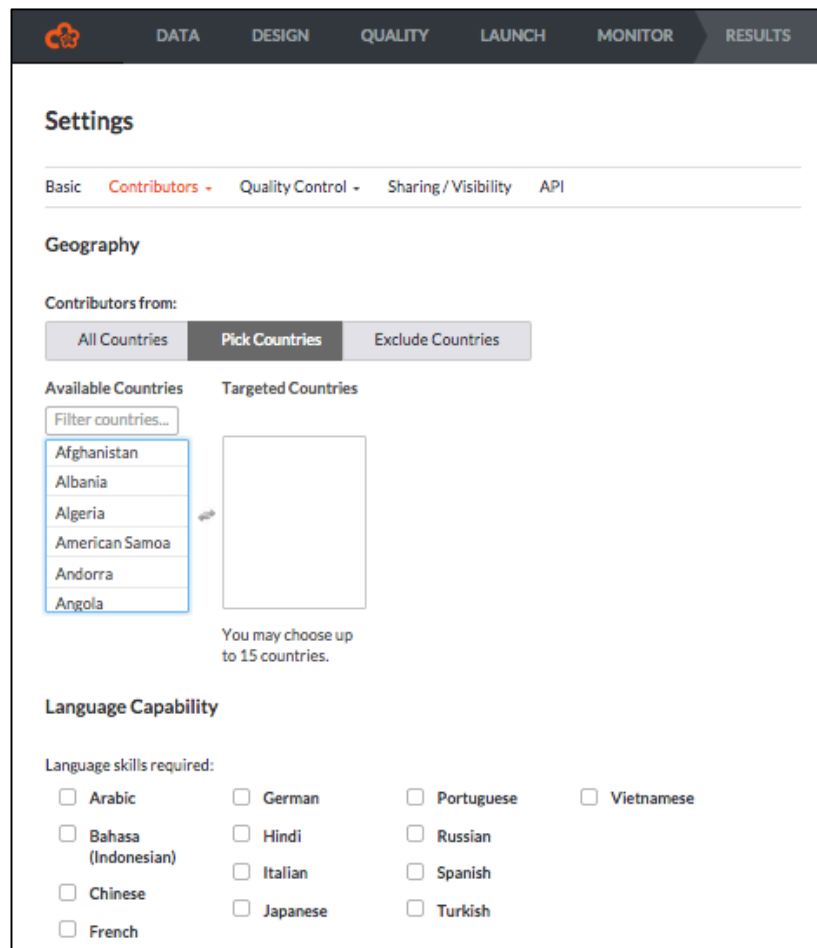 DATA DESIGN QUALITY LAUNCH MONITOR RESULTS
Settings
Basic Contributors Quality Control Sharing / Visibility API
Geography
Contributors from:
All Countries Pick Countries Exclude Countries
Available Countries Targeted Countries
Filter countries...
Afghanistan
Albania
Algeria
American Samoa
Andorra
Angola
You may choose up
to 15 countries.
Language Capability
Language skills required:
Arabic German Portuguese Vietnamese
Bahasa Hindi Russian
(Indonesian)
Italian Spanish
Chinese
Japanese Turkish
French